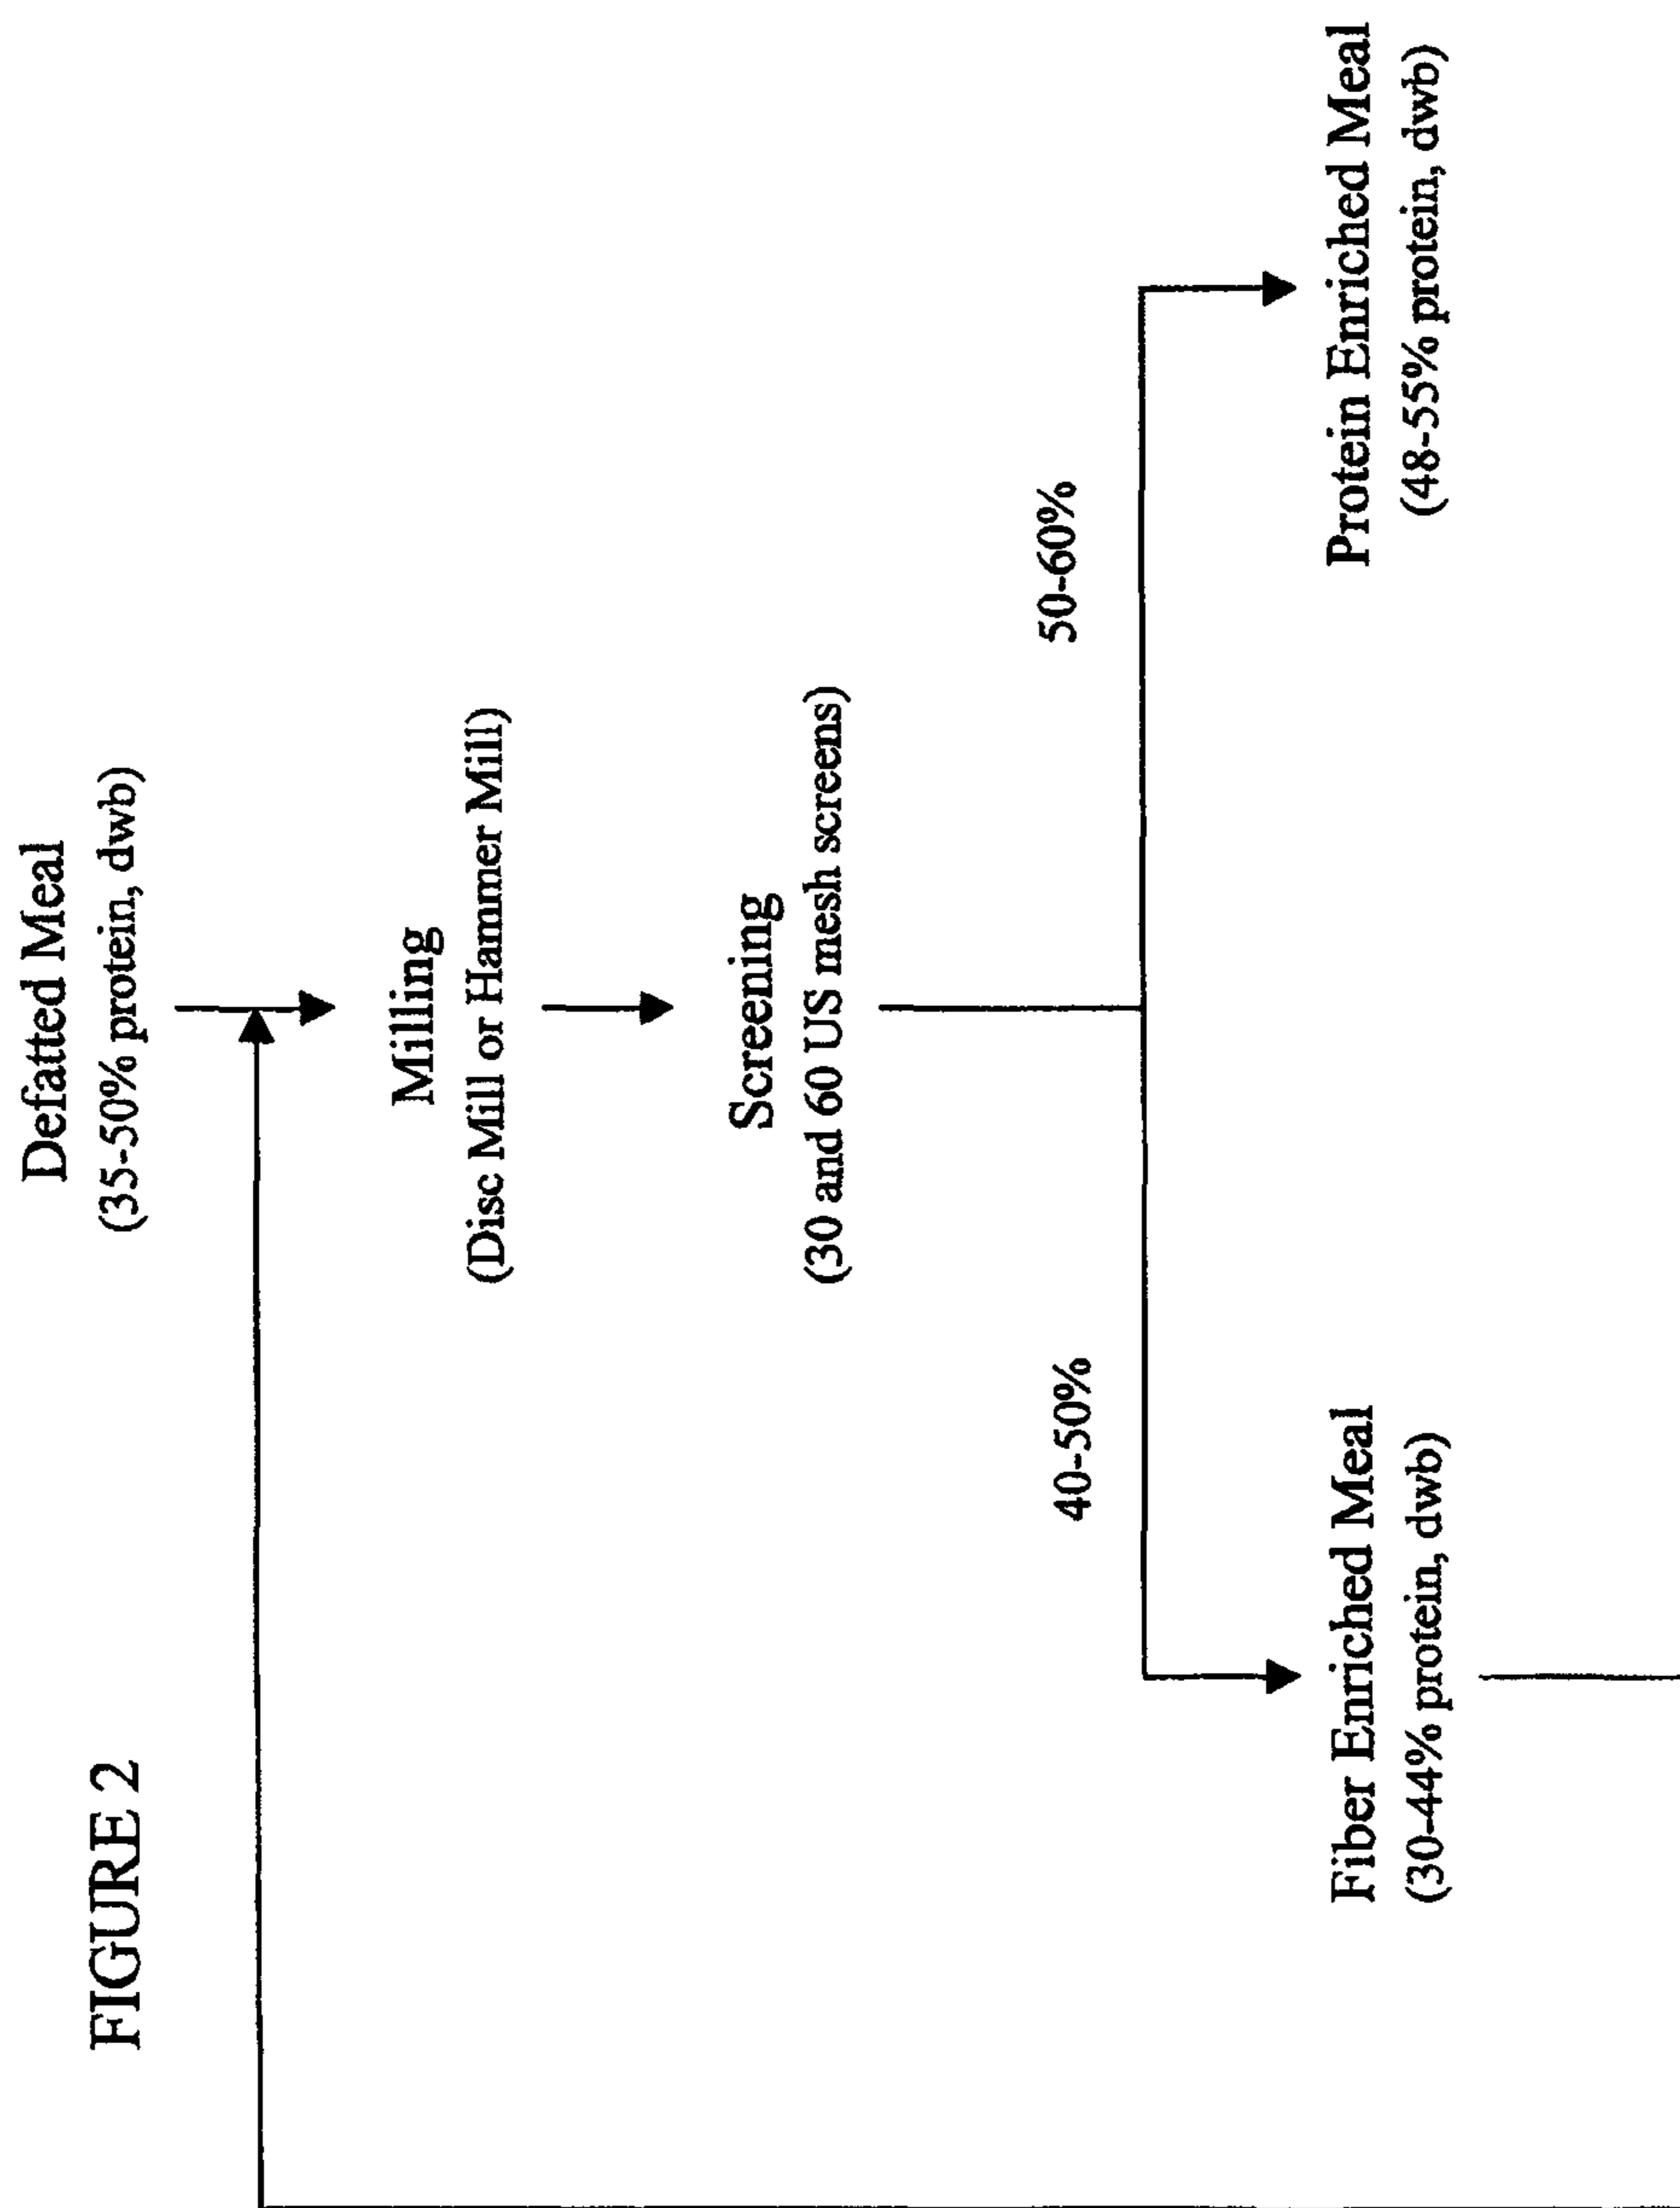 FIGURE 2
Defatted Meal
(35-50% protein, dwb)
Milling
(Disc Mill or Hammer Mill)
Screening
(30 and 60 US mesh screens)
40-50%
50-60%
Fiber Enriched Meal
(30-44% protein, dwb)
Protein Enriched Meal
(48-55% protein, dwb)